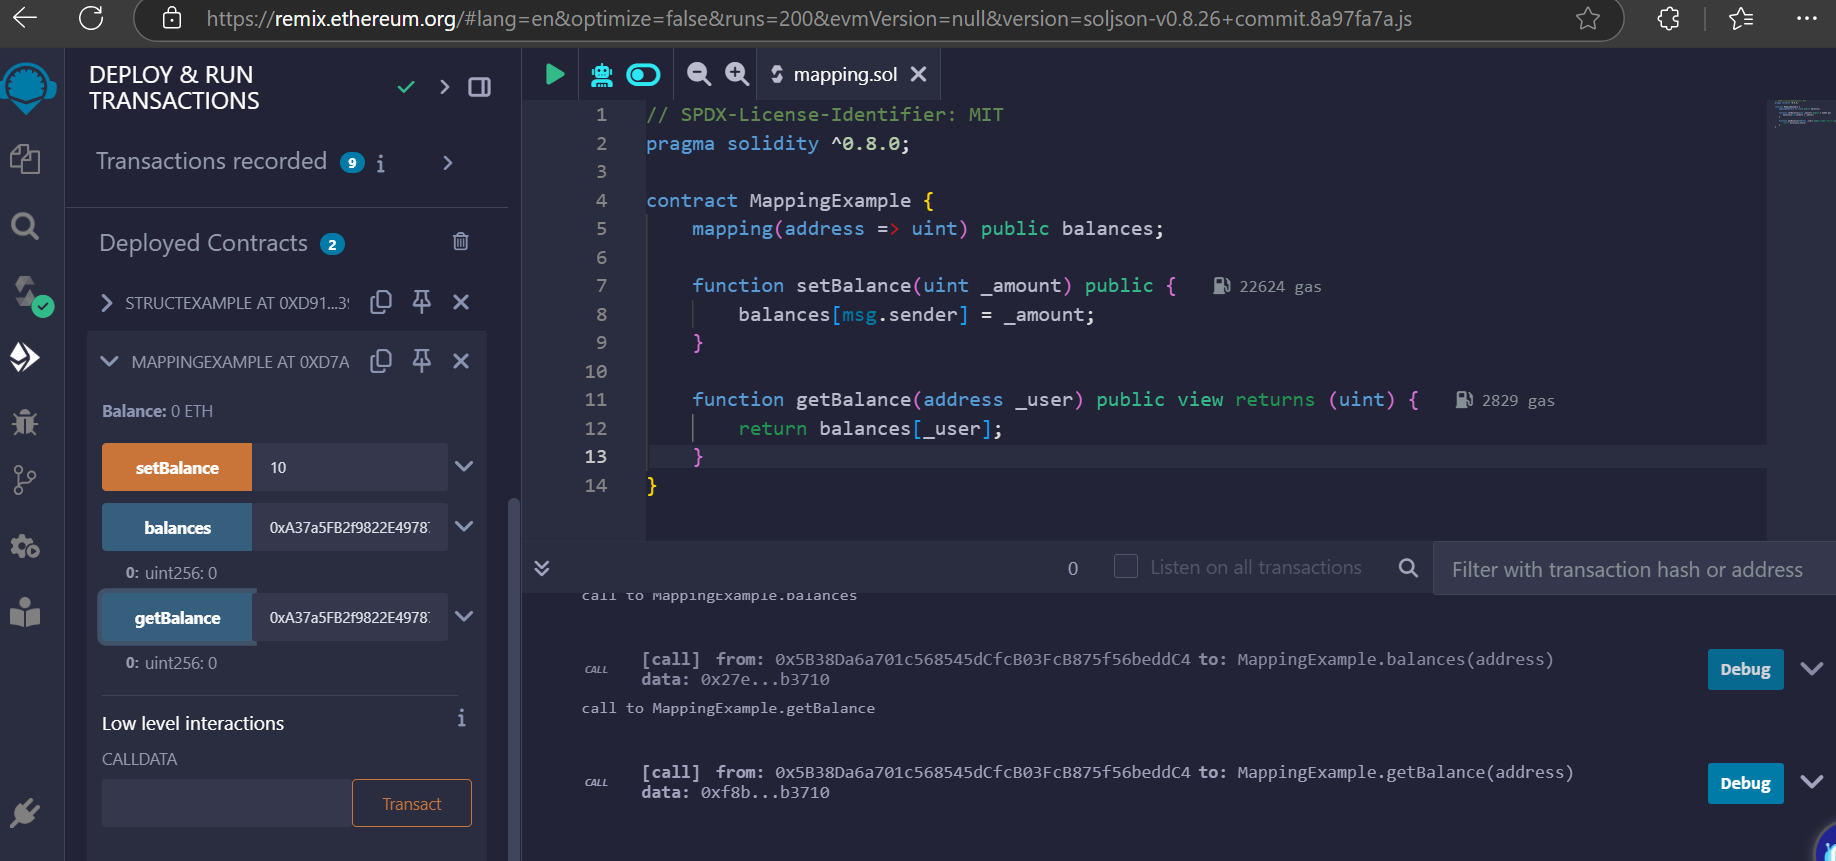 https://remix.ethereum.org/#lang=en&optimize=false&runs=200&evmVersion=null&version=soljson-v0.8.26+commit.8a97fa7a.js
DEPLOY & RUN
TRANSACTIONS
Transactions recorded 9 i
Deployed Contracts 2
STRUCTEXAMPLE AT 0XD91...39
MAPPINGEXAMPLE AT 0XD7A
Balance: 0 ETH
setBalance 10
balances 0xA37a5FB2f9822E4978
0: uint256: 0
getBalance 0xA37a5FB2f9822E4978
0: uint256: 0
Low level interactions i
CALLDATA
Transact
mapping.sol
1 // SPDX-License-Identifier: MIT
2 pragma solidity ^0.8.0;
3
4 contract MappingExample {
5 mapping(address => uint) public balances;
6
7 function setBalance(uint _amount) public { 22624 gas
8 balances[msg.sender] = _amount;
9 }
10
11 function getBalance(address _user) public view returns (uint) { 2829 gas
12 return balances[_user];
13 }
14 }
0 Listen on all transactions Filter with transaction hash or address
call to MappingExample.balances
CALL [call] from: 0x5B38Da6a701c568545dCfcB03FcB875f56beddC4 to: MappingExample.balances(address)
data: 0x27e...b3710
Debug
call to MappingExample.getBalance
CALL [call] from: 0x5B38Da6a701c568545dCfcB03FcB875f56beddC4 to: MappingExample.getBalance(address)
data: 0xf8b...b3710
Debug